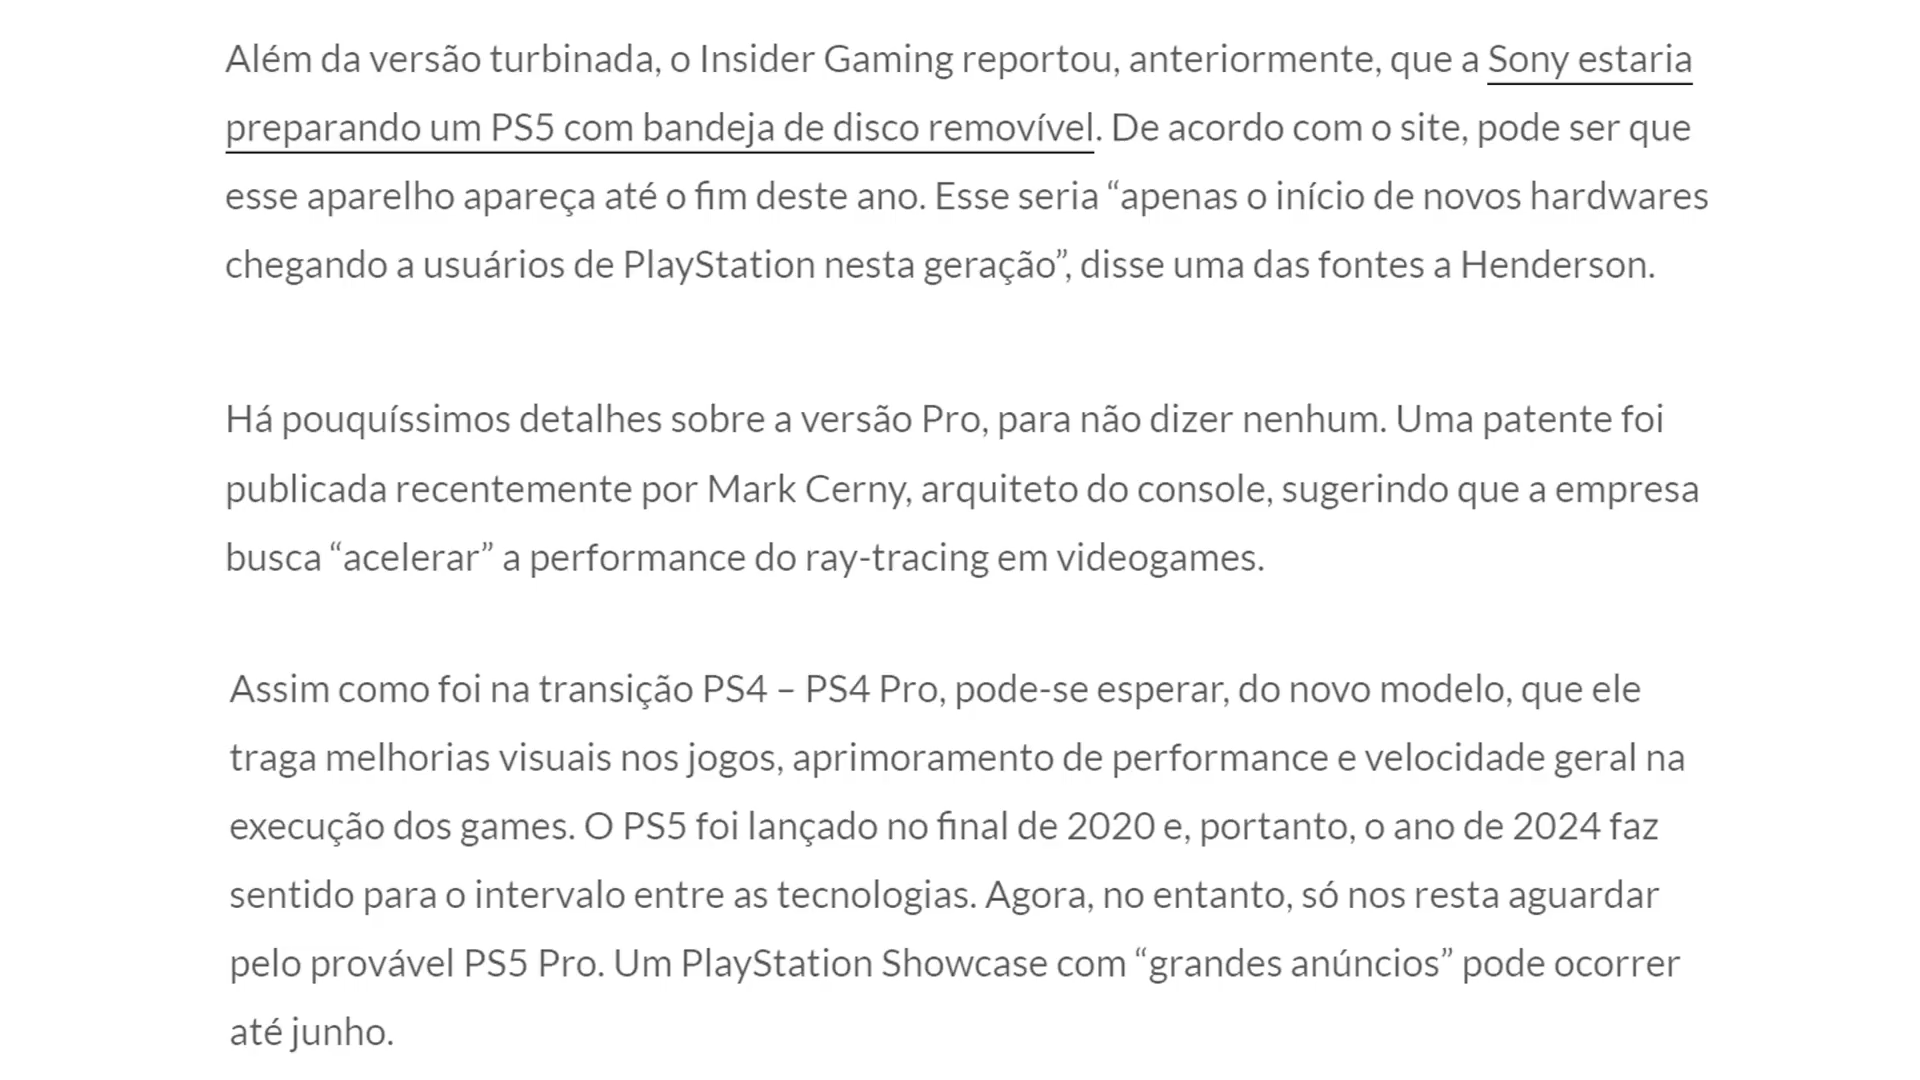 Além da versão turbinada, o Insider Gaming reportou, anteriormente, que a Sony estaria
preparando um PS5 com bandeja de disco removível. De acordo com o site, pode ser que
esse aparelho apareça até o fim deste ano. Esse seria “apenas o início de novos hardwares
chegando a usuários de PlayStation nesta geração”, disse uma das fontes a Henderson.
Há pouquíssimos detalhes sobre a versão Pro, para não dizer nenhum. Uma patente foi
publicada recentemente por Mark Cerny, arquiteto do console, sugerindo que a empresa
busca “acelerar” a performance do ray-tracing em videogames.
Assim como foi na transição PS4 – PS4 Pro, pode-se esperar, do novo modelo, que ele
traga melhorias visuais nos jogos, aprimoramento de performance e velocidade geral na
execução dos games. O PS5 foi lançado no final de 2020 e, portanto, o ano de 2024 faz
sentido para o intervalo entre as tecnologias. Agora, no entanto, só nos resta aguardar
pelo provável PS5 Pro. Um PlayStation Showcase com “grandes anúncios” pode ocorrer
até junho.